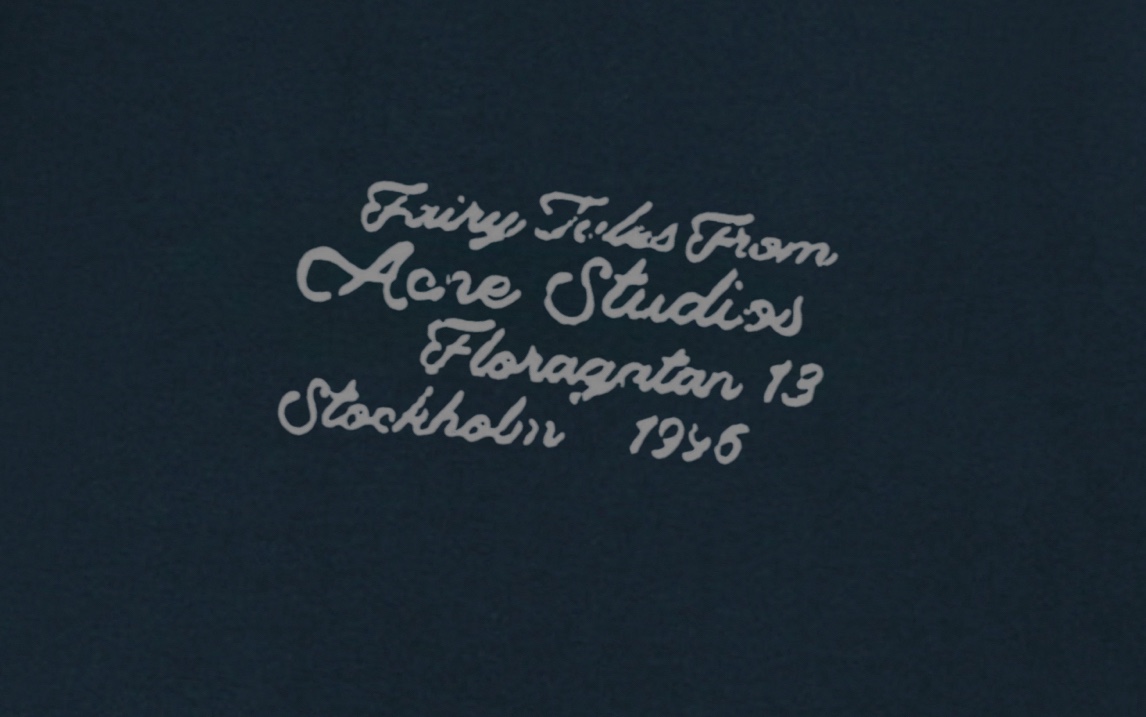 Fairy Tales From
Acne Studios
Floragatan 13
Stockholm 1996